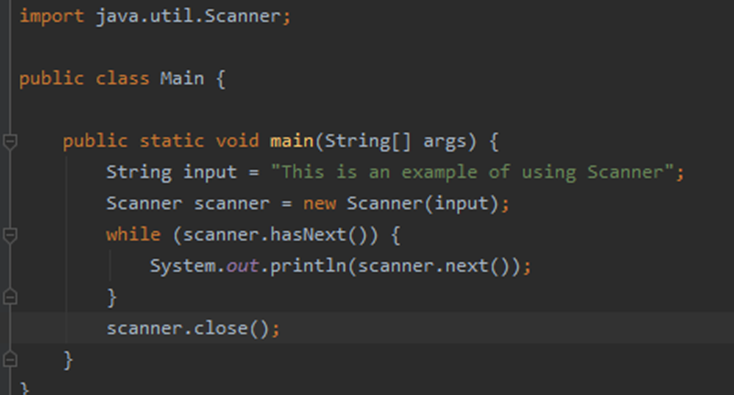 import java.util.Scanner;
public class Main {
public static void main(String[] args) {
String input = "This is an example of using Scanner";
Scanner scanner = new Scanner(input);
while (scanner.hasNext()) {
System.out.println(scanner.next());
}
scanner.close();
}
}